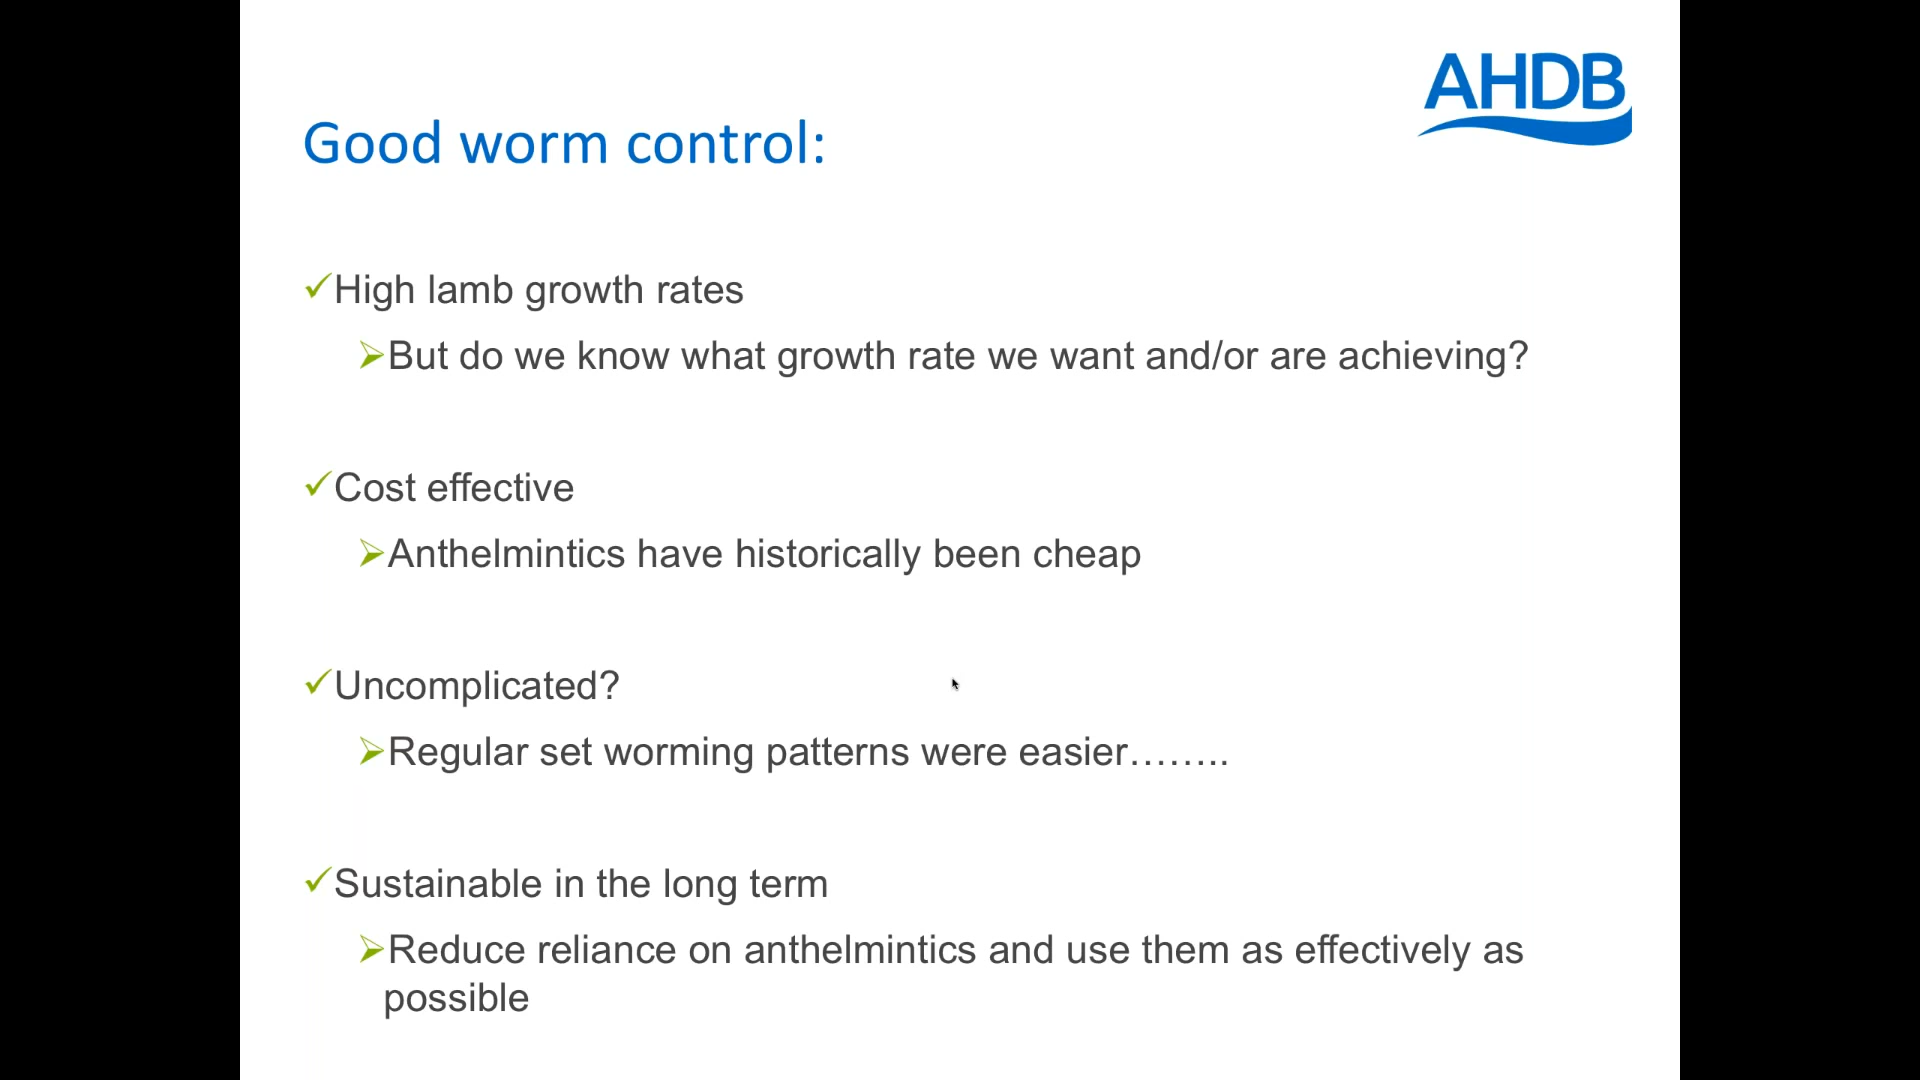 AHDB
Good worm control:
✓High lamb growth rates
➢But do we know what growth rate we want and/or are achieving?
✓Cost effective
➢Anthelmintics have historically been cheap
✓Uncomplicated?
➢Regular set worming patterns were easier……..
✓Sustainable in the long term
➢Reduce reliance on anthelmintics and use them as effectively as
possible